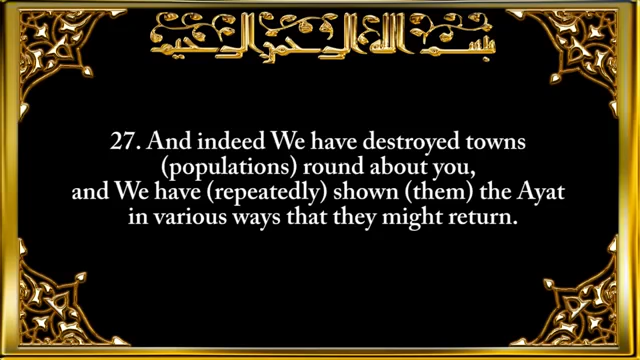 بسم الله الرحمن الرحيم
27. And indeed We have destroyed towns
(populations) round about you,
and We have (repeatedly) shown (them) the Ayat
in various ways that they might return.